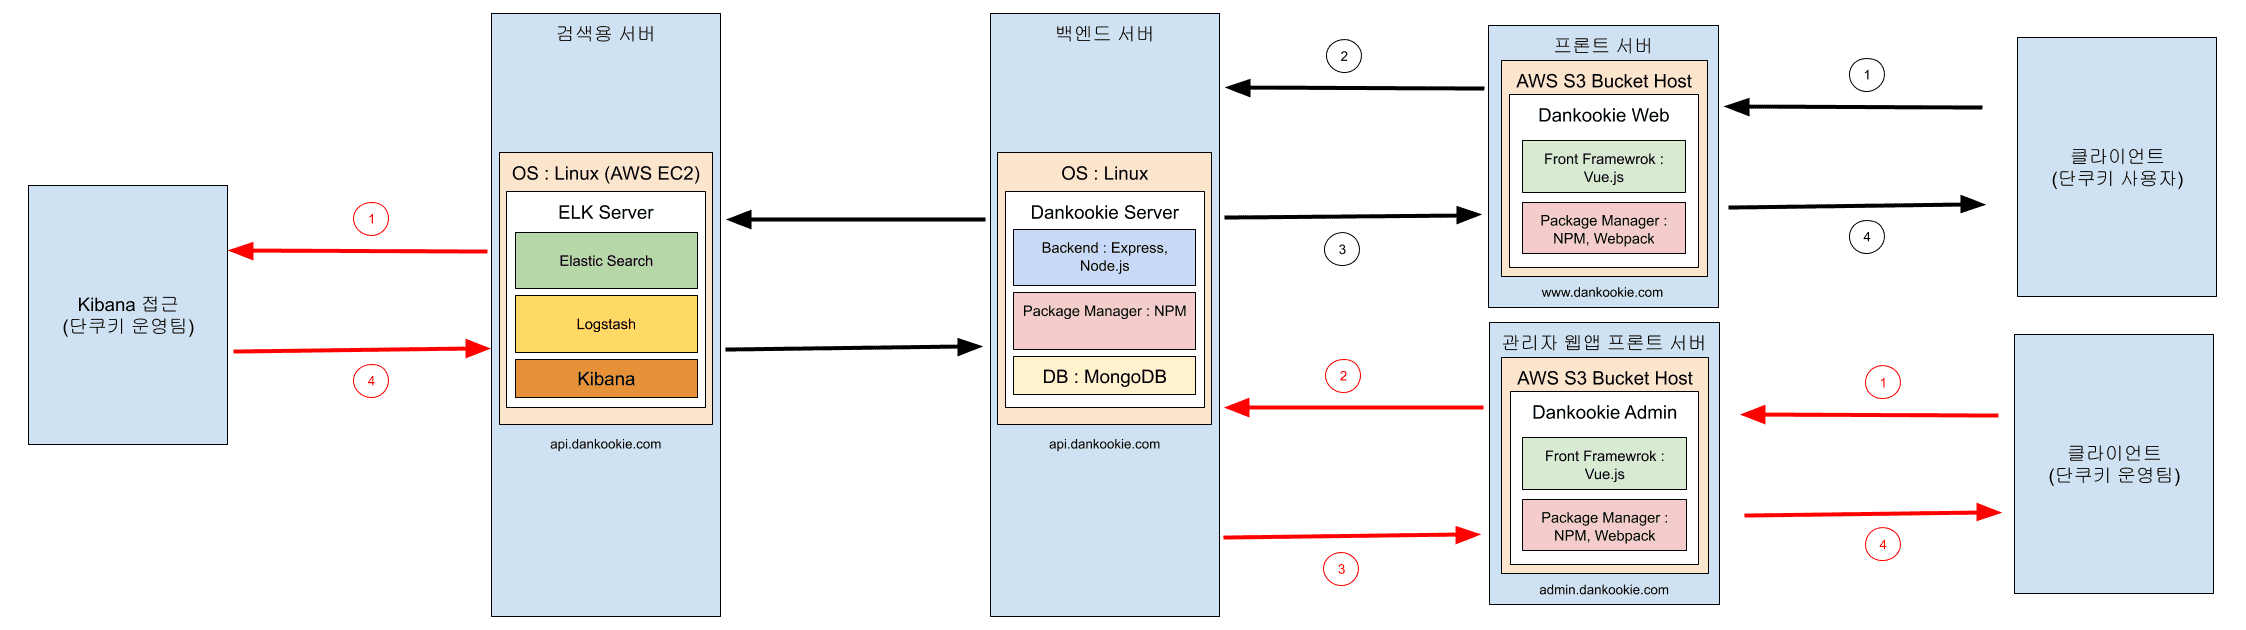 Kibana 접근
(단쿠키 운영팀)
1
4
검색용 서버
OS : Linux (AWS EC2)
ELK Server
Elastic Search
Logstash
Kibana
api.dankookie.com
백엔드 서버
OS : Linux
Dankookie Server
Backend : Express,
Node.js
Package Manager : NPM
DB : MongoDB
api.dankookie.com
2
3
2
3
프론트 서버
AWS S3 Bucket Host
Dankookie Web
Front Framewrok :
Vue.js
Package Manager :
NPM, Webpack
www.dankookie.com
관리자 웹앱 프론트 서버
AWS S3 Bucket Host
Dankookie Admin
Front Framewrok :
Vue.js
Package Manager :
NPM, Webpack
admin.dankookie.com
1
4
1
4
클라이언트
(단쿠키 사용자)
클라이언트
(단쿠키 운영팀)